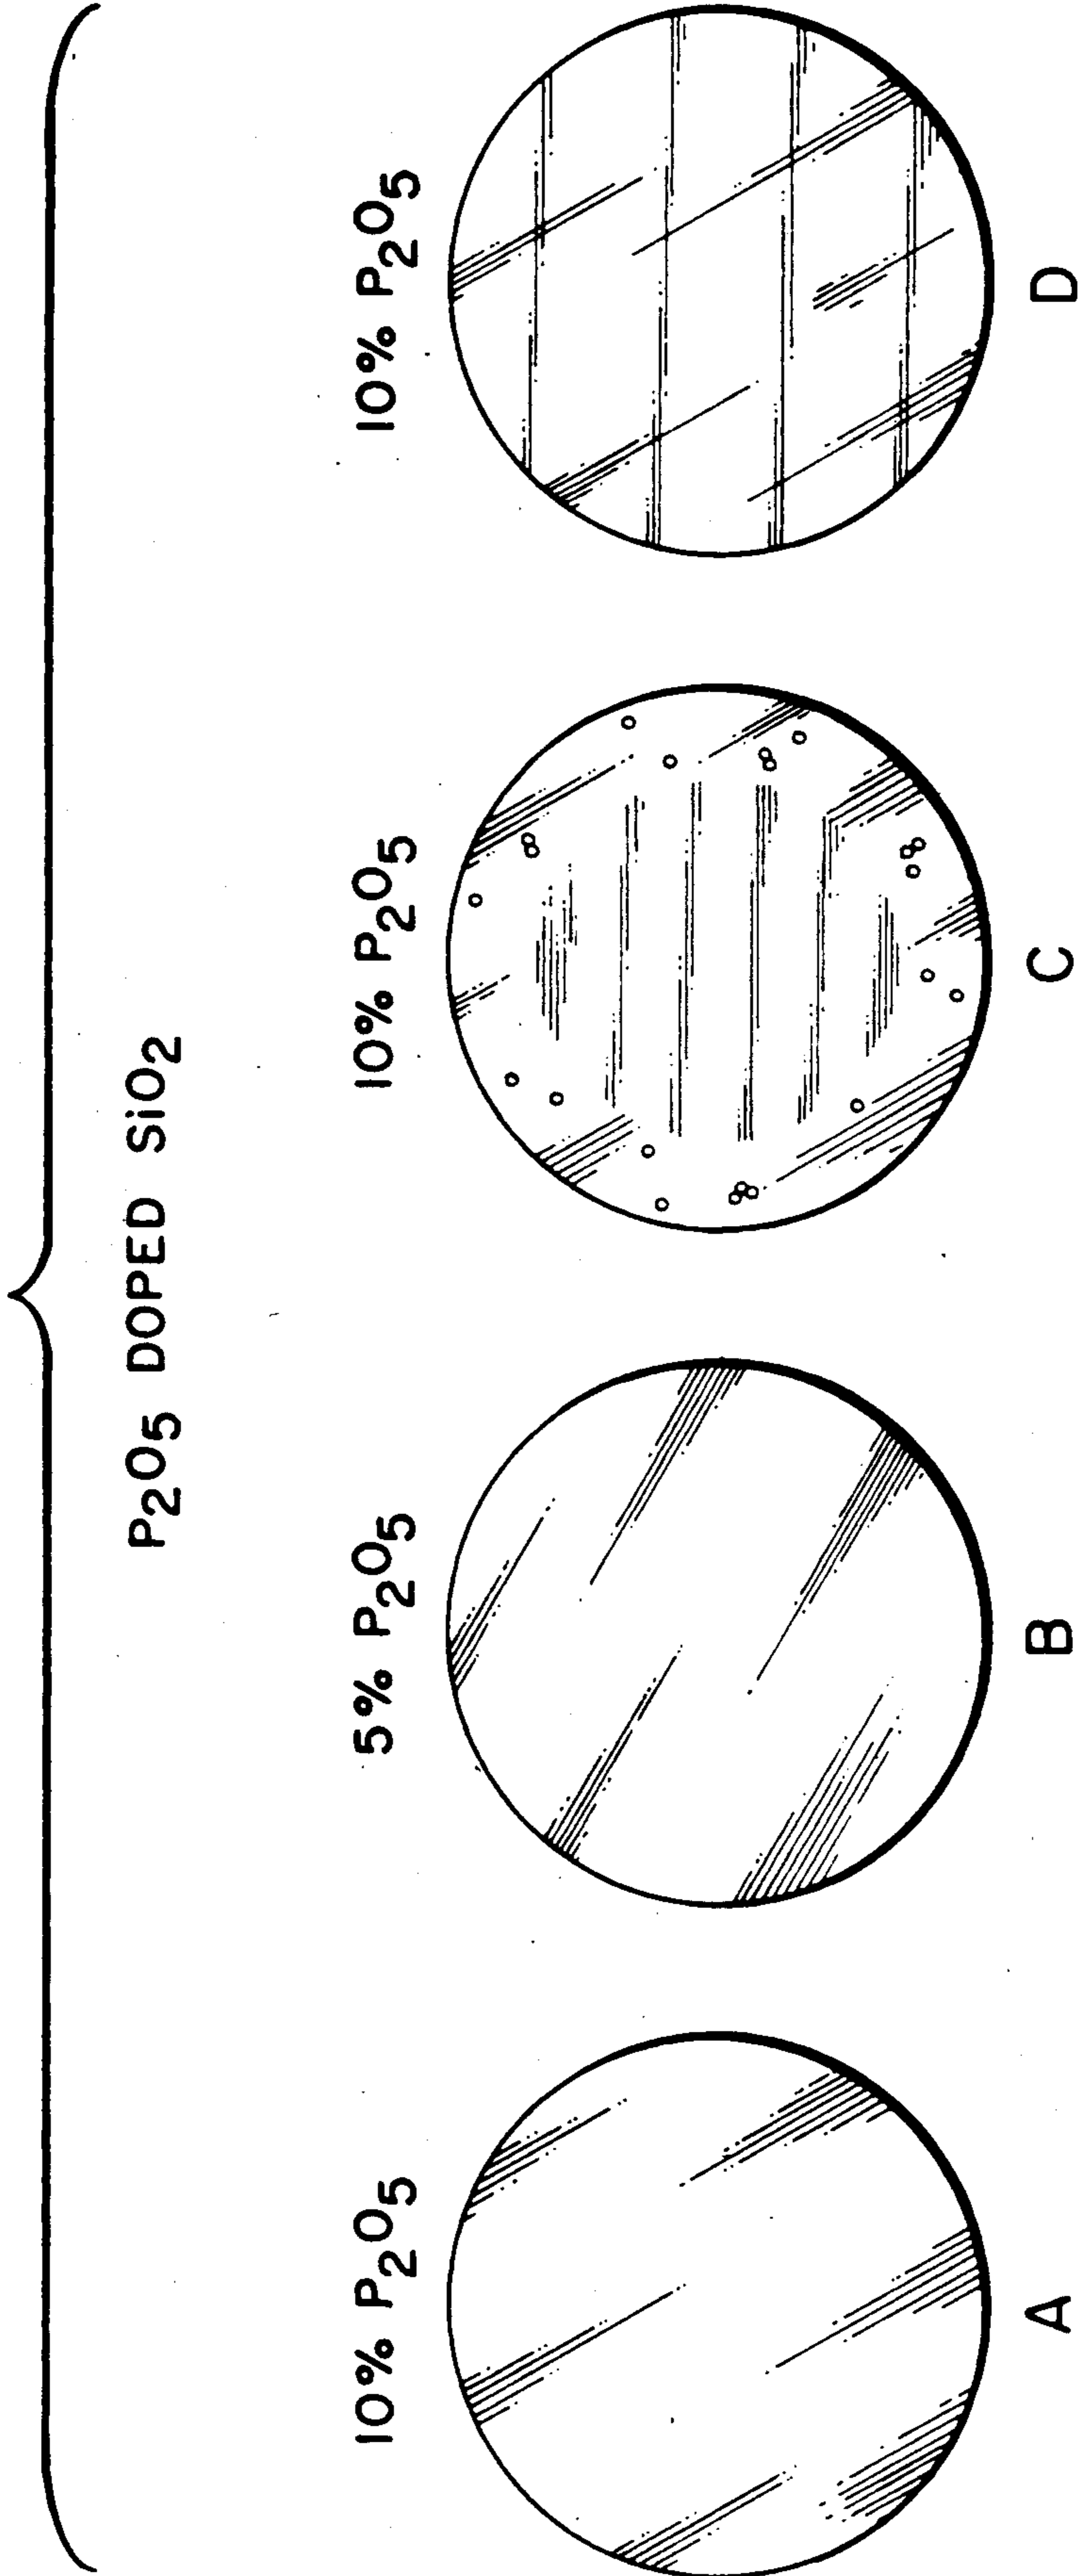 P₂O₅ DOPED SiO₂
10% P₂O₅
5% P₂O₅
10% P₂O₅
10% P₂O₅
A
B
C
D